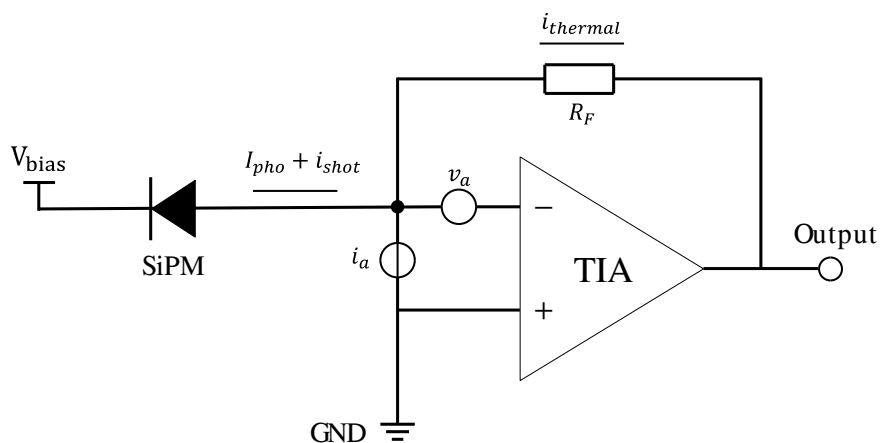 i_thermal
R_F
V_bias
I_pho + i_shot
v_a
−
Output
SiPM
i_a
TIA
+
GND